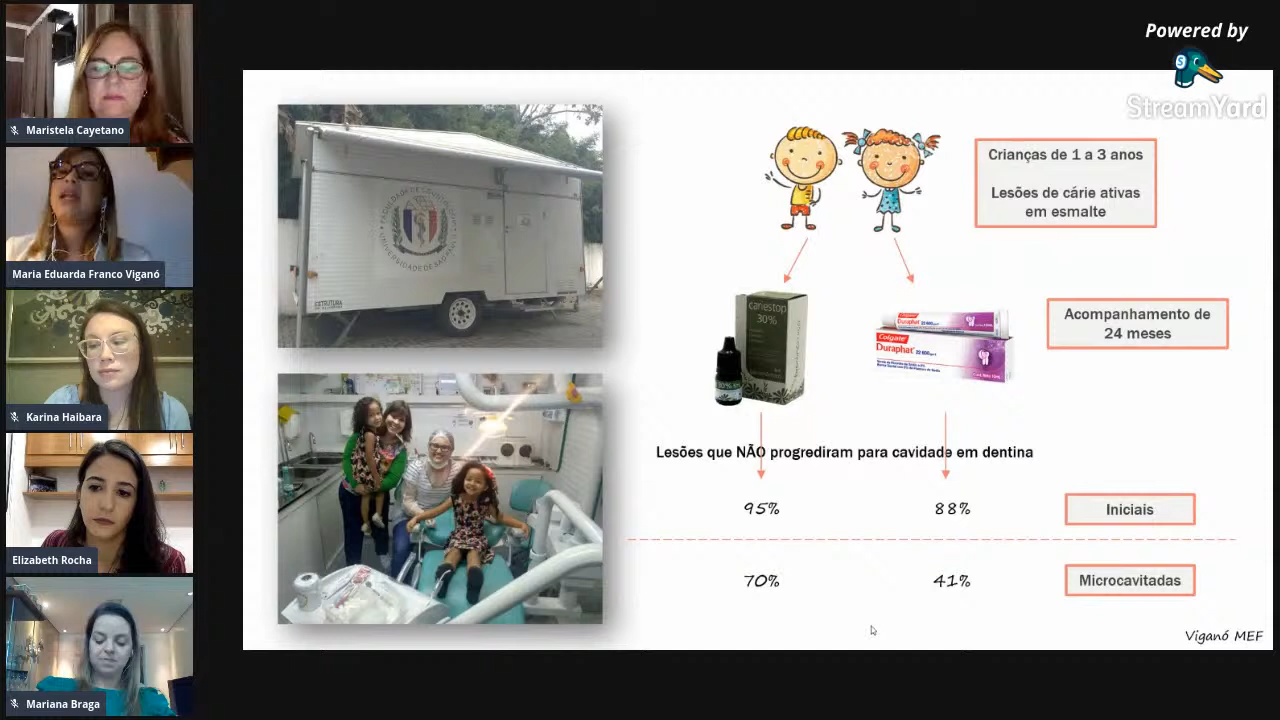 Powered by
StreamYard
Maristela Cayetano
Maria Eduarda Franco Viganó
Karina Haibara
Elizabeth Rocha
Mariana Braga
Crianças de 1 a 3 anos
Lesões de cárie ativas
em esmalte
cariestop
30%
Colgate
Duraphat
Acompanhamento de
24 meses
Lesões que NÃO progrediram para cavidade em dentina
95% 88% Iniciais
70% 41% Microcavitadas
Viganó MEF